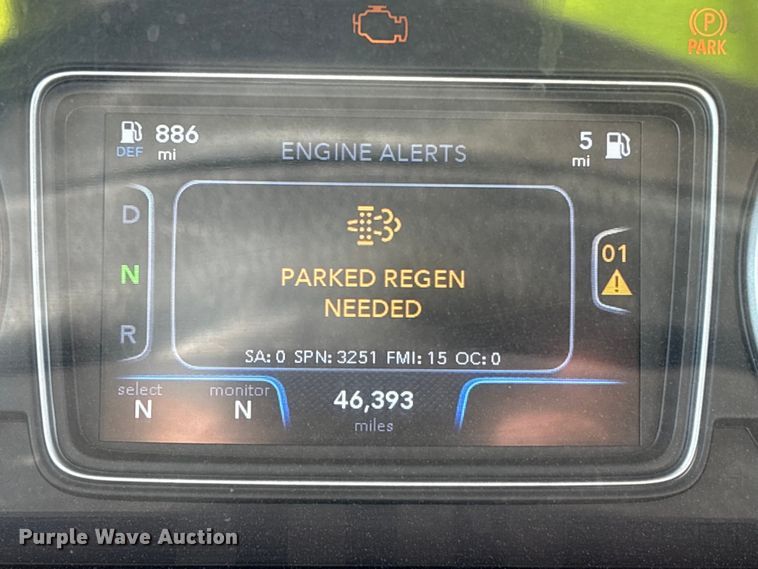 P
PARK
886
DEF mi
ENGINE ALERTS
5
mi
D
N
R
PARKED REGEN
NEEDED
01
SA: 0 SPN: 3251 FMI: 15 OC: 0
select
N
monitor
N
46,393
miles
Purple Wave Auction